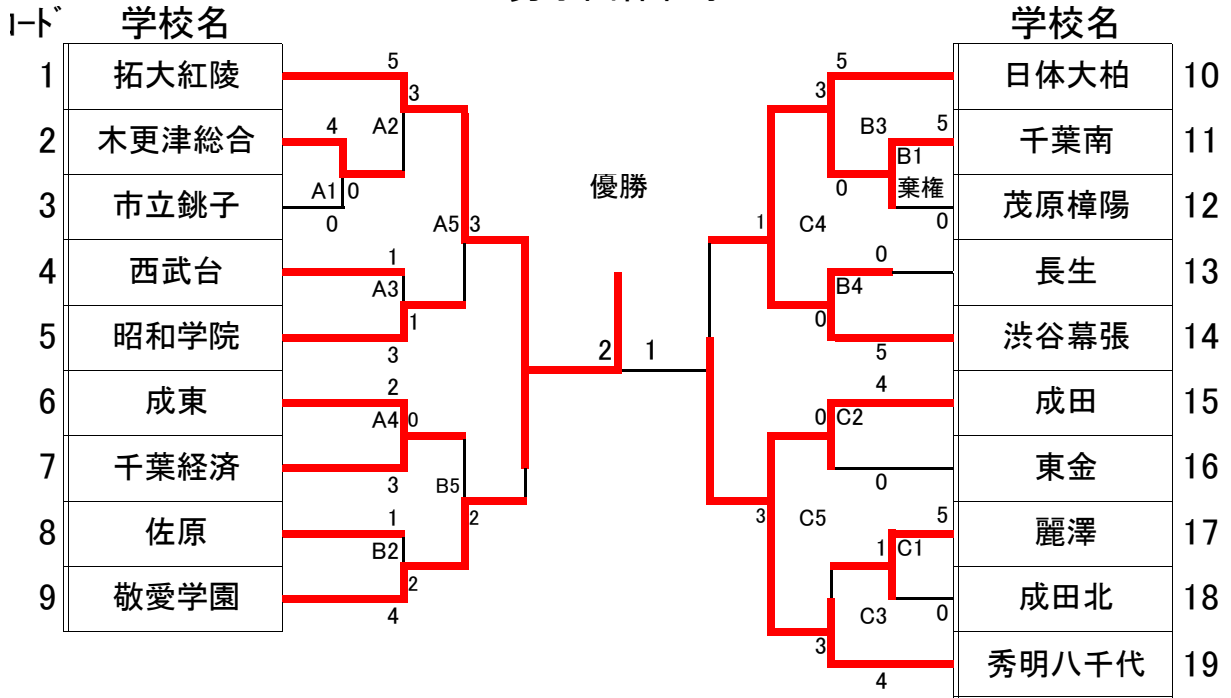 ｺｰﾄﾞ 学校名 学校名
1 拓大紅陵 5 5 日体大柏 10
3 3
2 木更津総合 4 A2 B3 5 千葉南 11
B1
3 市立銚子 A1 0 0 優勝 0 棄権 0 茂原樟陽 12
A5 3 1 C4
4 西武台 1 0 長生 13
A3 B4
5 昭和学院 1 3 0 5 渋谷幕張 14
2 1
6 成東 2 4 成田 15
A4 0 0 C2
7 千葉経済 3 0 東金 16
B5
8 佐原 1 2 3 C5 5 麗澤 17
B2 1 C1
9 敬愛学園 2 4 C3 0 成田北 18
3 4 秀明八千代 19